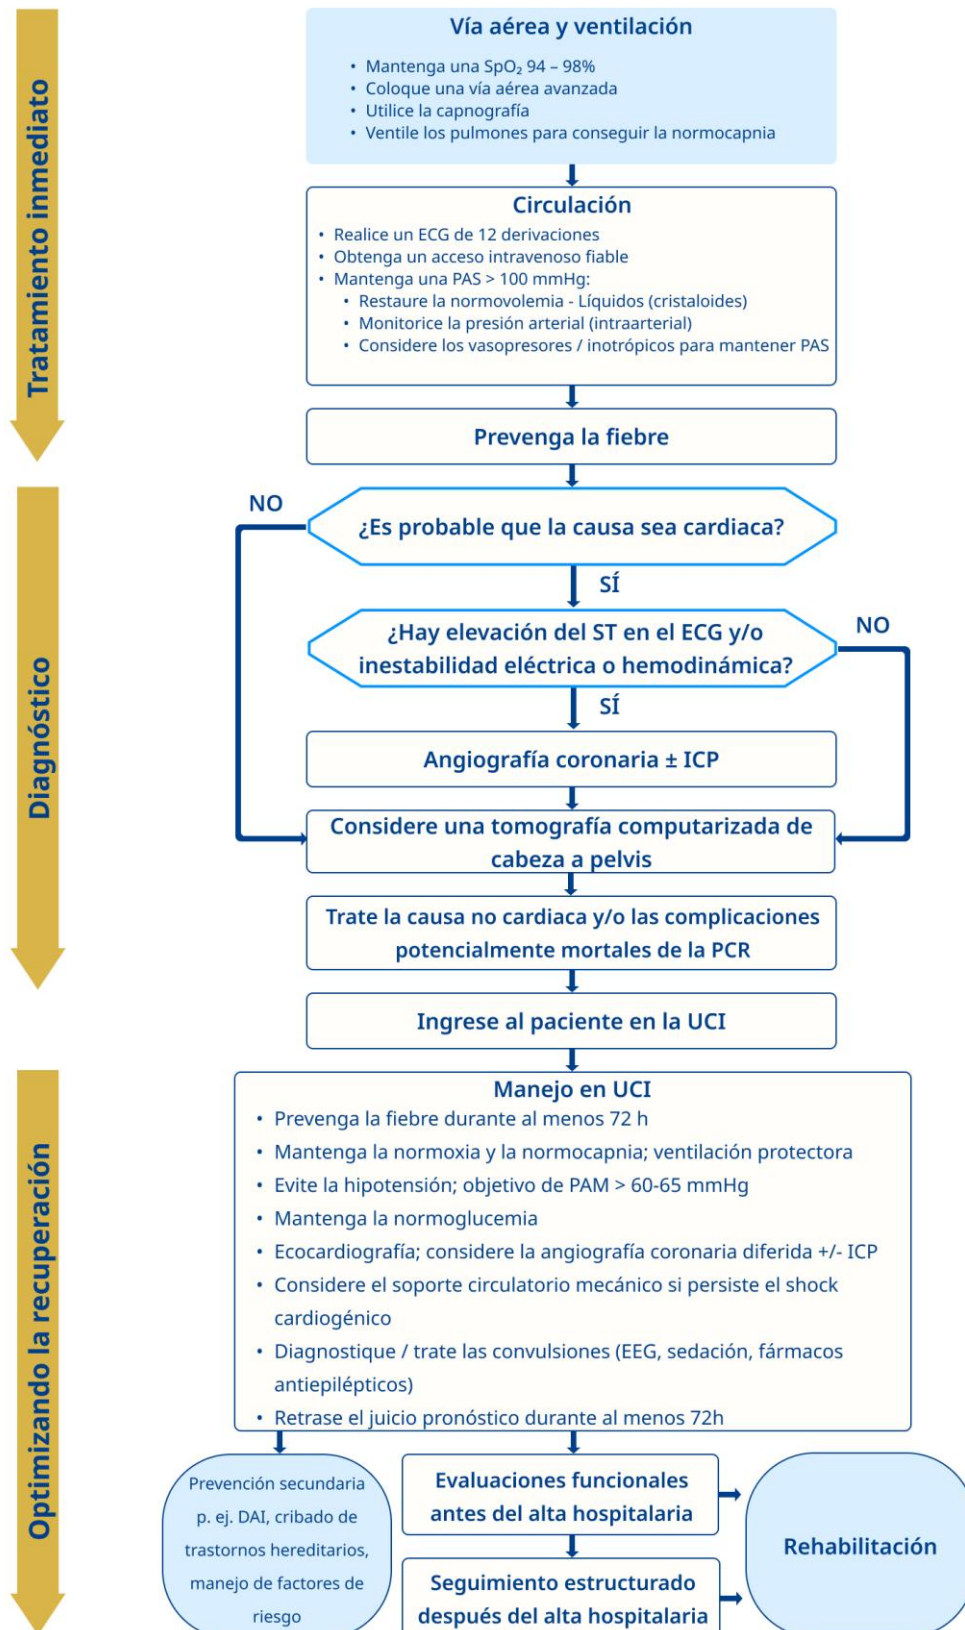 Tratamiento inmediato
Vía aérea y ventilación
• Mantenga una SpO₂ 94 – 98%
• Coloque una vía aérea avanzada
• Utilice la capnografía
• Ventile los pulmones para conseguir la normocapnia
Circulación
• Realice un ECG de 12 derivaciones
• Obtenga un acceso intravenoso fiable
• Mantenga una PAS > 100 mmHg:
• Restaure la normovolemia - Líquidos (cristaloides)
• Monitorice la presión arterial (intraarterial)
• Considere los vasopresores / inotrópicos para mantener PAS
Prevenga la fiebre
Diagnóstico
NO
¿Es probable que la causa sea cardiaca?
SÍ
¿Hay elevación del ST en el ECG y/o
inestabilidad eléctrica o hemodinámica?
NO
SÍ
Angiografía coronaria ± ICP
Considere una tomografía computarizada de
cabeza a pelvis
Trate la causa no cardiaca y/o las complicaciones
potencialmente mortales de la PCR
Ingrese al paciente en la UCI
Optimizando la recuperación
Manejo en UCI
• Prevenga la fiebre durante al menos 72 h
• Mantenga la normoxia y la normocapnia; ventilación protectora
• Evite la hipotensión; objetivo de PAM > 60-65 mmHg
• Mantenga la normoglucemia
• Ecocardiografía; considere la angiografía coronaria diferida +/- ICP
• Considere el soporte circulatorio mecánico si persiste el shock
cardiogénico
• Diagnostique / trate las convulsiones (EEG, sedación, fármacos
antiepilépticos)
• Retrase el juicio pronóstico durante al menos 72h
Prevención secundaria
p. ej. DAI, cribado de
trastornos hereditarios,
manejo de factores de
riesgo
Evaluaciones funcionales
antes del alta hospitalaria
Seguimiento estructurado
después del alta hospitalaria
Rehabilitación